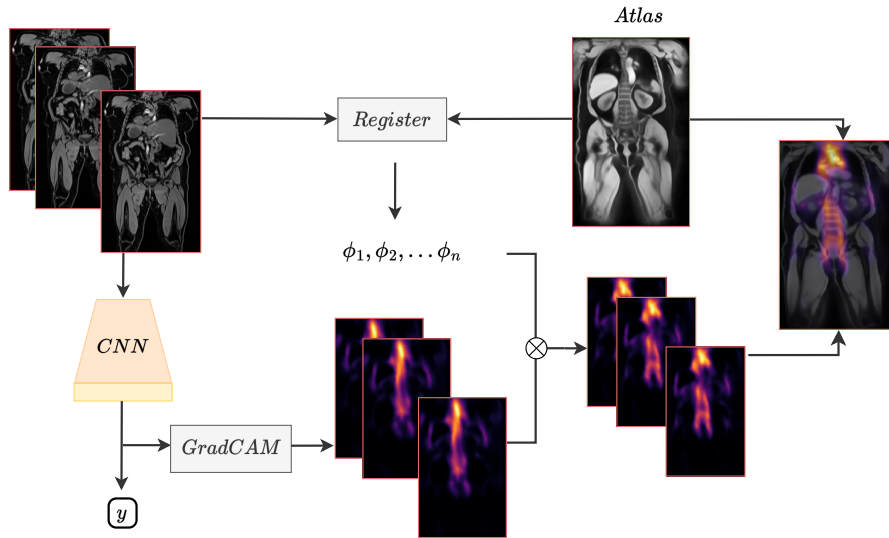 Atlas
Register
ϕ₁, ϕ₂, … ϕₙ
CNN
GradCAM
y